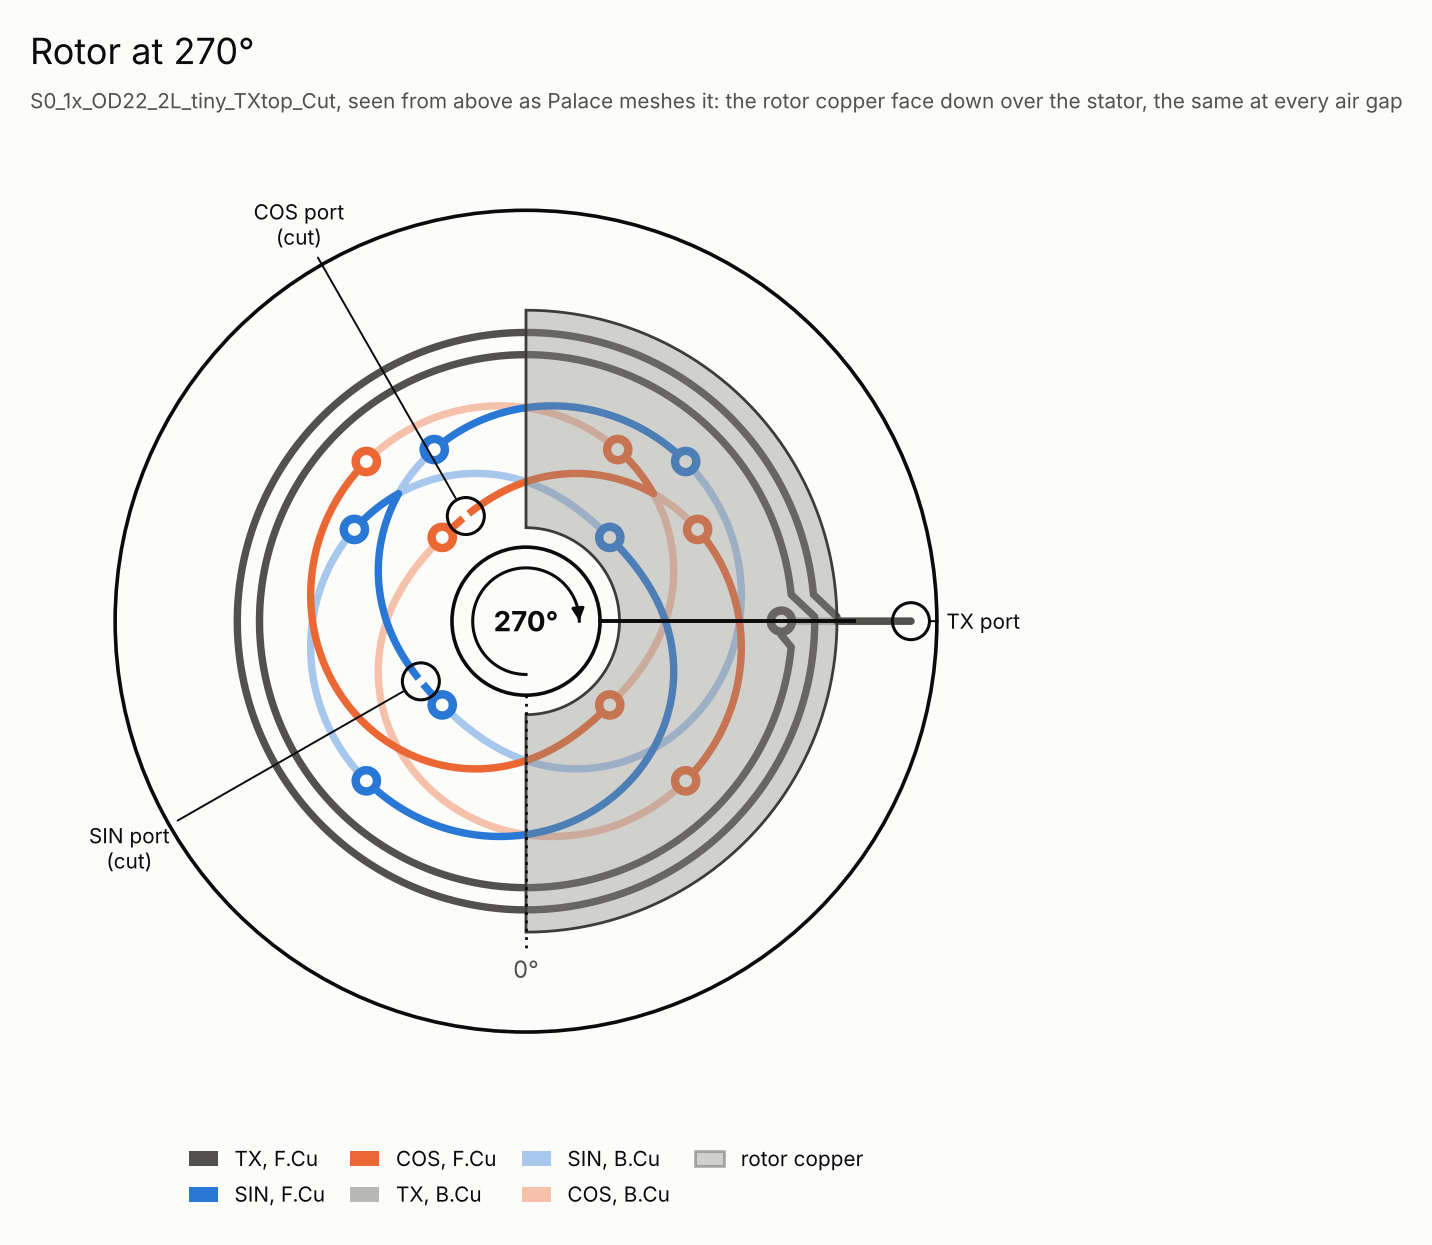 Rotor at 270°
S0_1x_OD22_2L_tiny_TXtop_Cut, seen from above as Palace meshes it: the rotor copper face down over the stator, the same at every air gap
COS port
(cut)
270°
TX port
SIN port
(cut)
0°
TX, F.Cu
COS, F.Cu
SIN, B.Cu
rotor copper
SIN, F.Cu
TX, B.Cu
COS, B.Cu